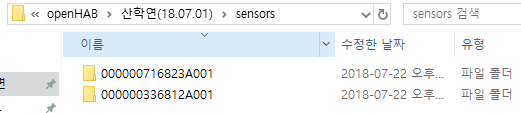 « openHAB > 산학연(18.07.01) > sensors
sensors 검색
이름 수정한 날짜 유형
000000716823A001 2018-07-22 오후... 파일 폴더
000000336812A001 2018-07-22 오후... 파일 폴더